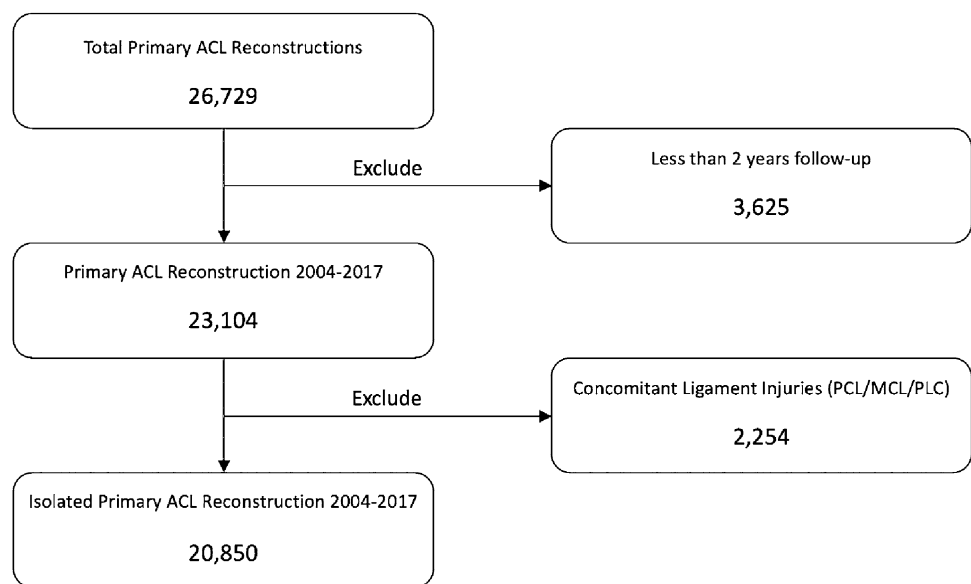 Total Primary ACL Reconstructions
26,729
Exclude
Less than 2 years follow-up
3,625
Primary ACL Reconstruction 2004-2017
23,104
Exclude
Concomitant Ligament Injuries (PCL/MCL/PLC)
2,254
Isolated Primary ACL Reconstruction 2004-2017
20,850